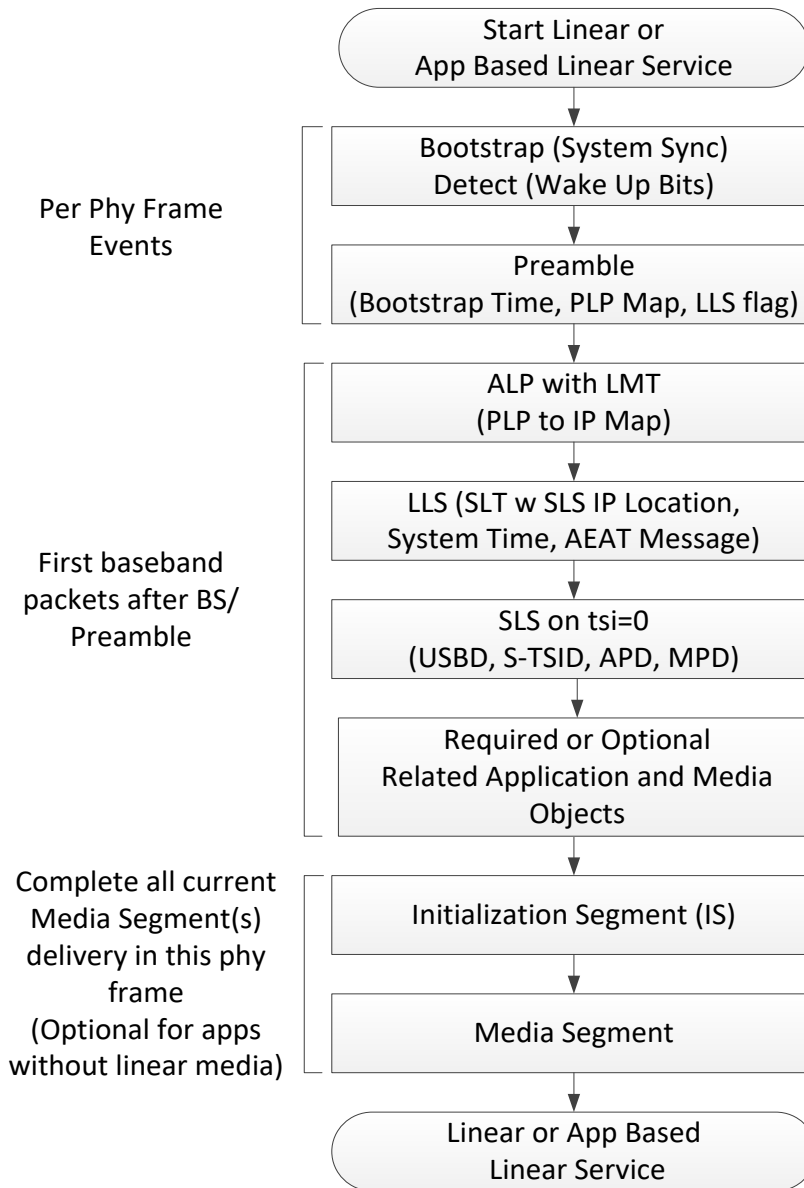 Start Linear or
App Based Linear Service
Per Phy Frame
Events
Bootstrap (System Sync)
Detect (Wake Up Bits)
Preamble
(Bootstrap Time, PLP Map, LLS flag)
First baseband
packets after BS/
Preamble
ALP with LMT
(PLP to IP Map)
LLS (SLT w SLS IP Location,
System Time, AEAT Message)
SLS on tsi=0
(USBD, S-TSID, APD, MPD)
Required or Optional
Related Application and Media
Objects
Complete all current
Media Segment(s)
delivery in this phy
frame
(Optional for apps
without linear media)
Initialization Segment (IS)
Media Segment
Linear or App Based
Linear Service